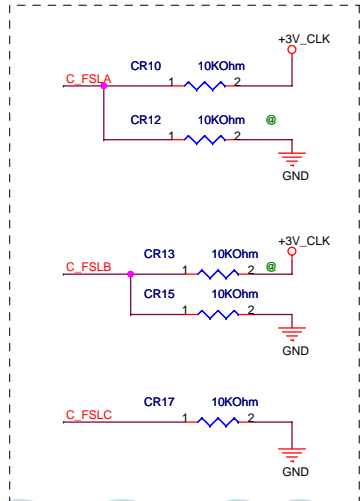 +3V_CLK
CR10 10KOhm
C_FSLA 1 2
CR12 10KOhm @
1 2
GND
+3V_CLK
CR13 10KOhm @
C_FSLB 1 2
CR15 10KOhm
1 2
GND
CR17 10KOhm
C_FSLC 1 2
GND